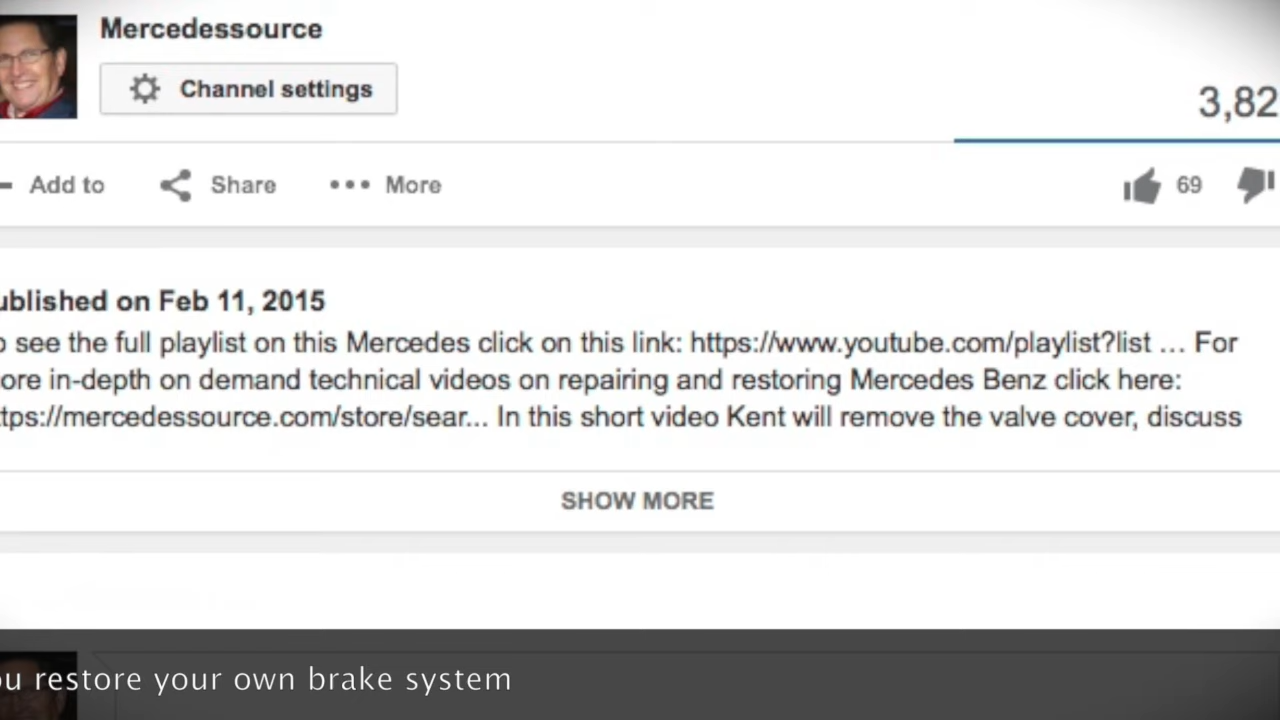 Mercedessource
Channel settings
3,82
Add to Share More 69
ublished on Feb 11, 2015
o see the full playlist on this Mercedes click on this link: https://www.youtube.com/playlist?list ... For
ore in-depth on demand technical videos on repairing and restoring Mercedes Benz click here:
tps://mercedessource.com/store/sear... In this short video Kent will remove the valve cover, discuss
SHOW MORE
ou restore your own brake system